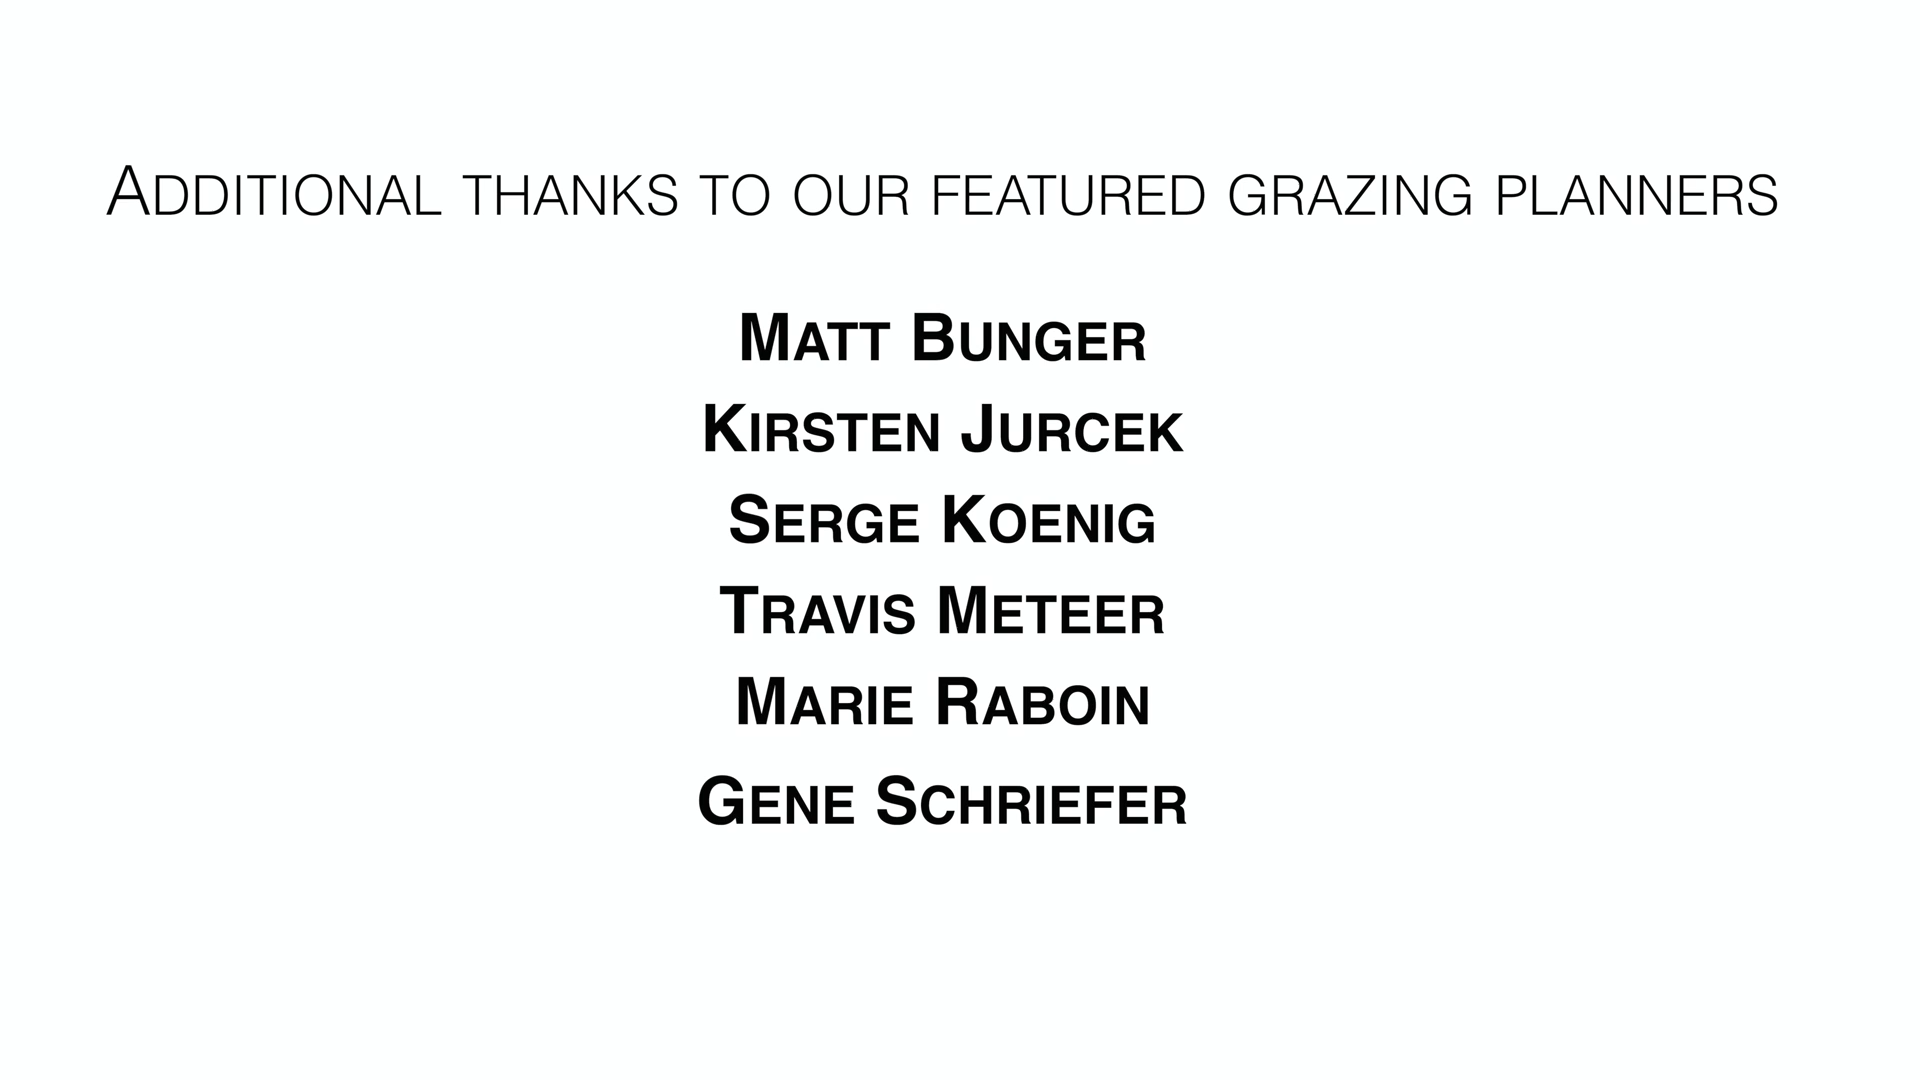 Additional thanks to our featured grazing planners
Matt Bunger
Kirsten Jurcek
Serge Koenig
Travis Meteer
Marie Raboin
Gene Schriefer